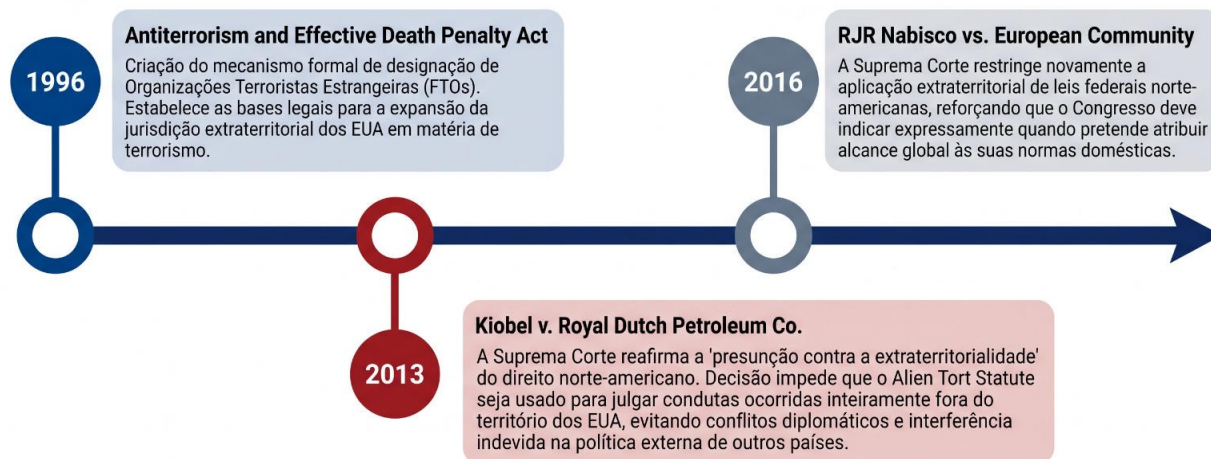 1996
Antiterrorism and Effective Death Penalty Act
Criação do mecanismo formal de designação de
Organizações Terroristas Estrangeiras (FTOs).
Estabelece as bases legais para a expansão da
jurisdição extraterritorial dos EUA em matéria de
terrorismo.
2013
Kiobel v. Royal Dutch Petroleum Co.
A Suprema Corte reafirma a 'presunção contra a extraterritorialidade'
do direito norte-americano. Decisão impede que o Alien Tort Statute
seja usado para julgar condutas ocorridas inteiramente fora do
território dos EUA, evitando conflitos diplomáticos e interferência
indevida na política externa de outros países.
2016
RJR Nabisco vs. European Community
A Suprema Corte restringe novamente a
aplicação extraterritorial de leis federais norte-
americanas, reforçando que o Congresso deve
indicar expressamente quando pretende atribuir
alcance global às suas normas domésticas.